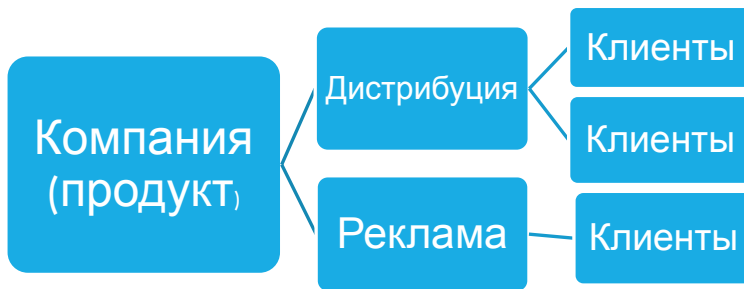 Компания
(продукт)
Дистрибуция
Клиенты
Клиенты
Реклама
Клиенты